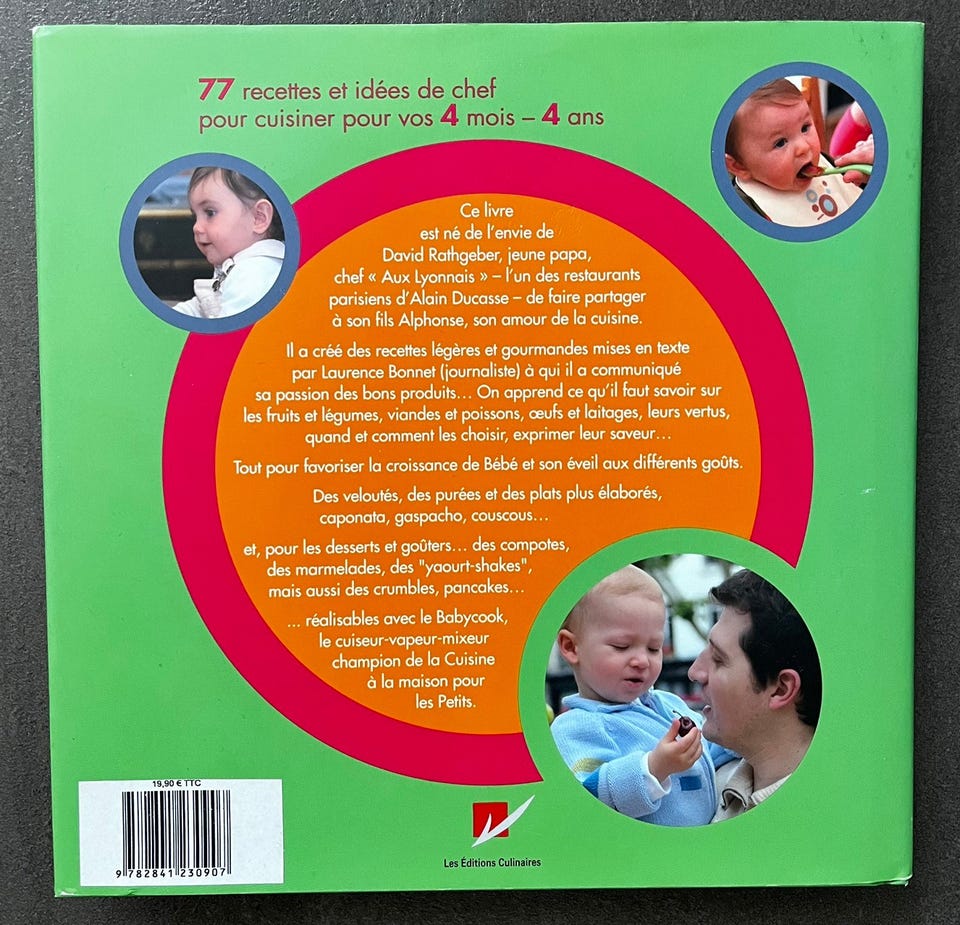 77 recettes et idées de chef
pour cuisiner pour vos 4 mois – 4 ans
Ce livre
est né de l'envie de
David Rathgeber, jeune papa,
chef « Aux Lyonnais » – l'un des restaurants
parisiens d'Alain Ducasse – de faire partager
à son fils Alphonse, son amour de la cuisine.
Il a créé des recettes légères et gourmandes mises en texte
par Laurence Bonnet (journaliste) à qui il a communiqué
sa passion des bons produits... On apprend ce qu'il faut savoir sur
les fruits et légumes, viandes et poissons, œufs et laitages, leurs vertus,
quand et comment les choisir, exprimer leur saveur...
Tout pour favoriser la croissance de Bébé et son éveil aux différents goûts.
Des veloutés, des purées et des plats plus élaborés,
caponata, gaspacho, couscous...
et, pour les desserts et goûters... des compotes,
des marmelades, des "yaourt-shakes",
mais aussi des crumbles, pancakes...
... réalisables avec le Babycook,
le cuiseur-vapeur-mixeur
champion de la Cuisine
à la maison pour
les Petits.
19,90 € TTC
9 782841 230907
Les Éditions Culinaires